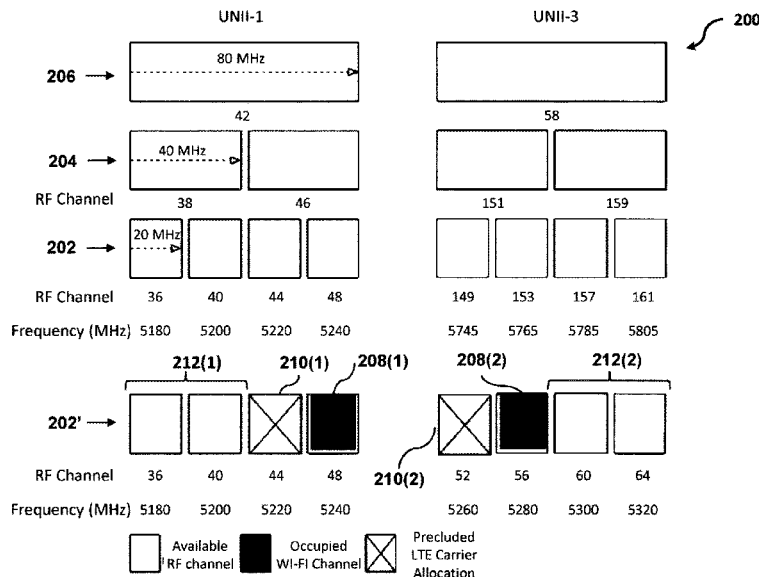 UNII-1 UNII-3
200
206 80 MHz
42 58
204 40 MHz
RF Channel 38 46 151 159
202 20 MHz
RF Channel 36 40 44 48 149 153 157 161
Frequency (MHz) 5180 5200 5220 5240 5745 5765 5785 5805
212(1) 210(1) 208(1) 208(2) 212(2)
202'
210(2)
RF Channel 36 40 44 48 52 56 60 64
Frequency (MHz) 5180 5200 5220 5240 5260 5280 5300 5320
Available
RF channel
Occupied
WI-FI Channel
Precluded
LTE Carrier
Allocation